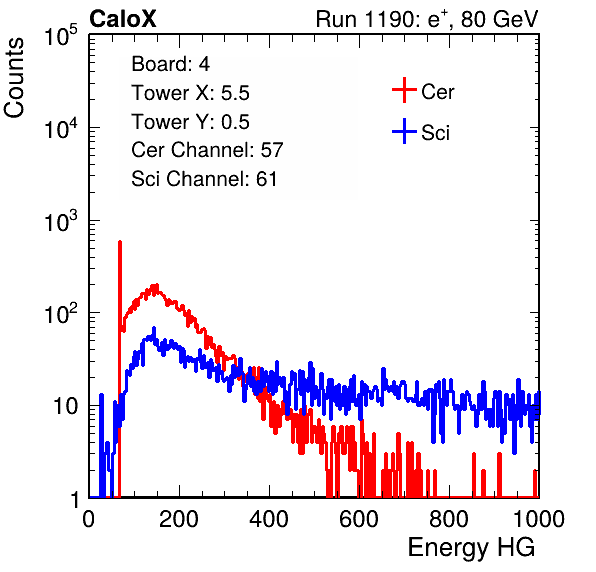 CaloX Run 1190: e⁺, 80 GeV
Counts
Board: 4
Tower X: 5.5
Tower Y: 0.5
Cer Channel: 57
Sci Channel: 61
Cer
Sci
10⁵
10⁴
10³
10²
10
1
0 200 400 600 800 1000
Energy HG